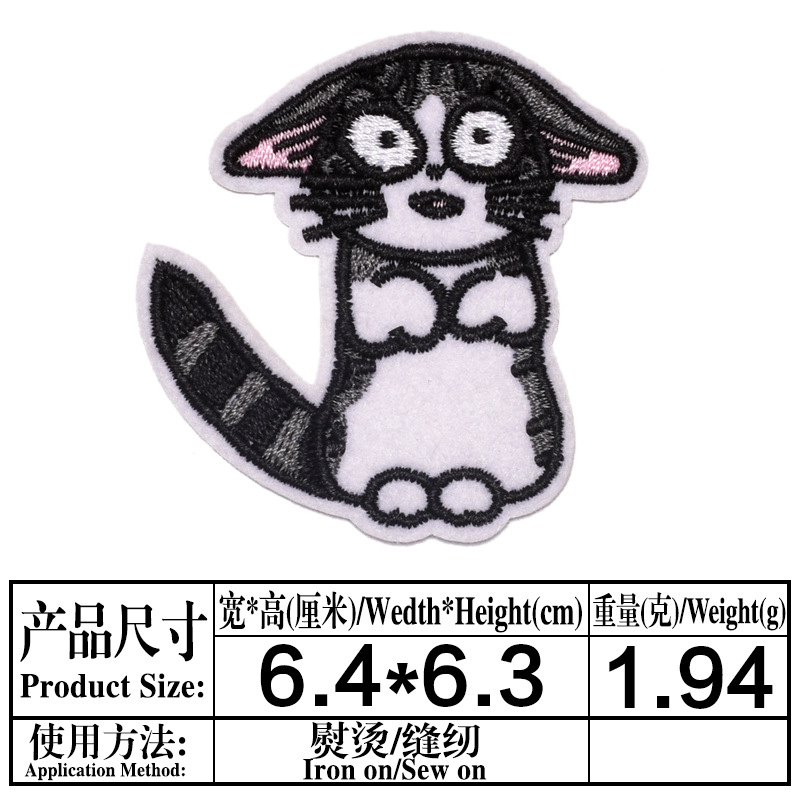 产品尺寸
Product Size:
宽*高(厘米)/Wedth*Height(cm)
重量(克)/Weight(g)
6.4*6.3
1.94
使用方法:
Application Method:
熨烫/缝纫
Iron on/Sew on